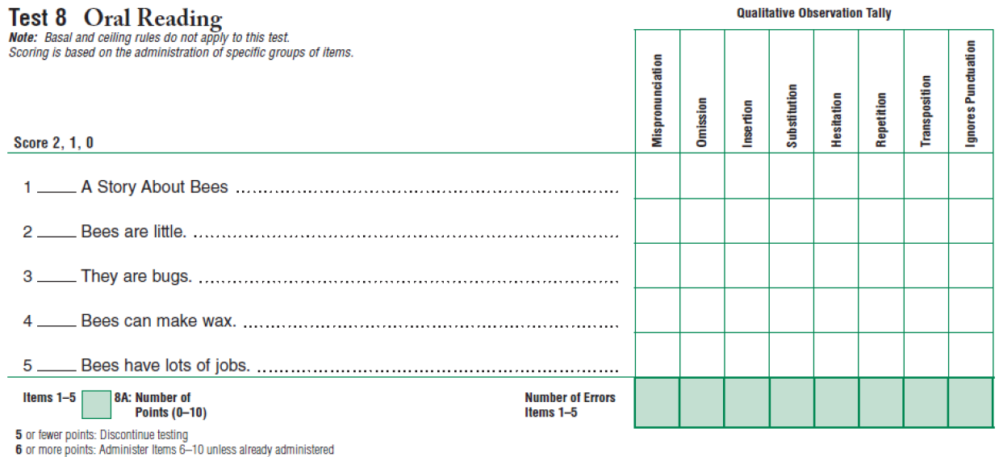 Test 8 Oral Reading
Qualitative Observation Tally
Note: Basal and ceiling rules do not apply to this test.
Scoring is based on the administration of specific groups of items.
Mispronunciation
Omission
Insertion
Substitution
Hesitation
Repetition
Transposition
Ignores Punctuation
Score 2, 1, 0
1 _____ A Story About Bees ..........
2 _____ Bees are little. ..........
3 _____ They are bugs. ..........
4 _____ Bees can make wax. ..........
5 _____ Bees have lots of jobs. ..........
Items 1–5 8A: Number of Number of Errors
Points (0–10) Items 1–5
5 or fewer points: Discontinue testing
6 or more points: Administer Items 6–10 unless already administered